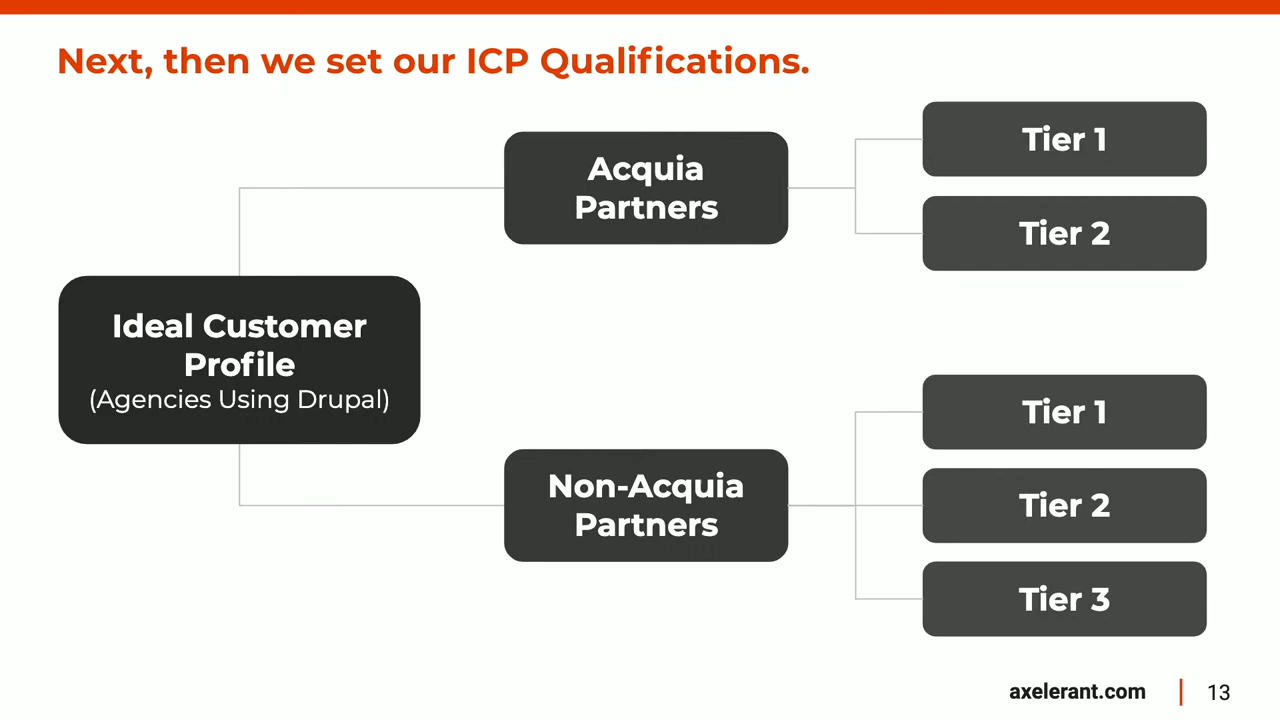 Next, then we set our ICP Qualifications.
Acquia
Partners
Tier 1
Tier 2
Ideal Customer
Profile
(Agencies Using Drupal)
Non-Acquia
Partners
Tier 1
Tier 2
Tier 3
axelerant.com
13